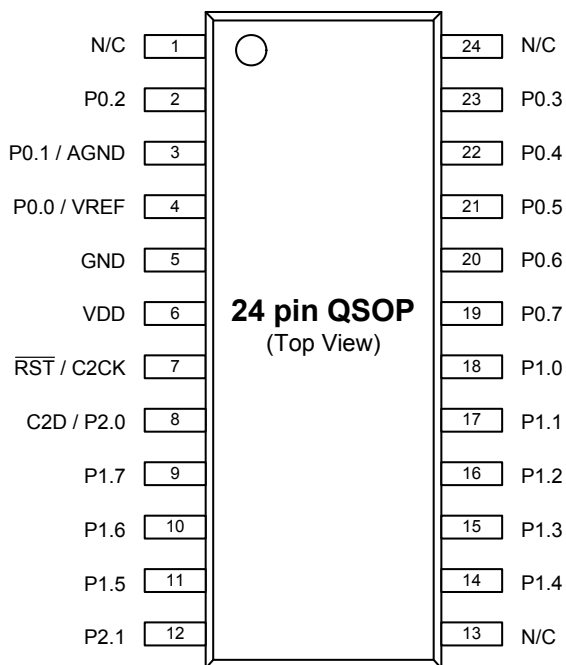 N/C 1 24 N/C
P0.2 2 23 P0.3
P0.1 / AGND 3 22 P0.4
P0.0 / VREF 4 21 P0.5
GND 5 20 P0.6
VDD 6 24 pin QSOP 19 P0.7
(Top View)
R̅S̅T̅ / C2CK 7 18 P1.0
C2D / P2.0 8 17 P1.1
P1.7 9 16 P1.2
P1.6 10 15 P1.3
P1.5 11 14 P1.4
P2.1 12 13 N/C